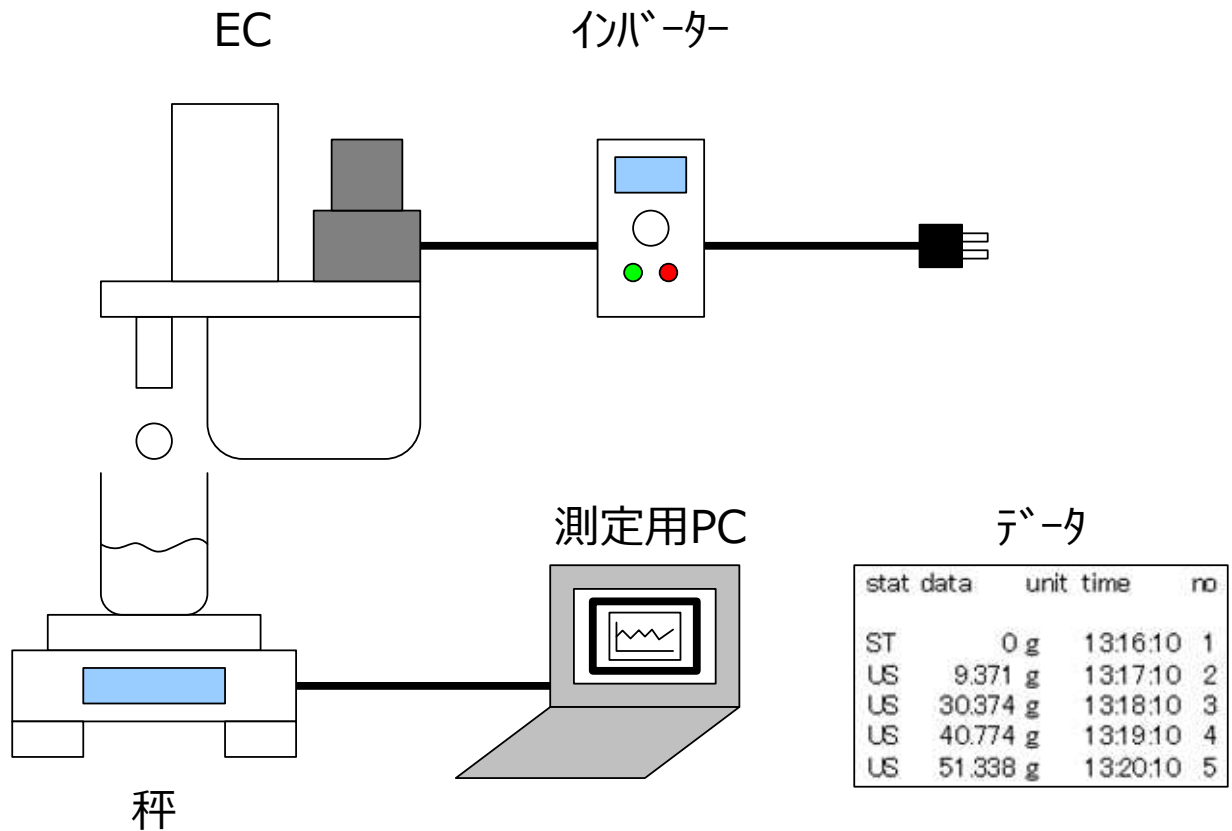 EC
ｲﾝﾊﾞｰﾀｰ
測定用PC
ﾃﾞｰﾀ
stat data unit time no
ST 0 g 13:16:10 1
US 9.371 g 13:17:10 2
US 30.374 g 13:18:10 3
US 40.774 g 13:19:10 4
US 51.338 g 13:20:10 5
秤